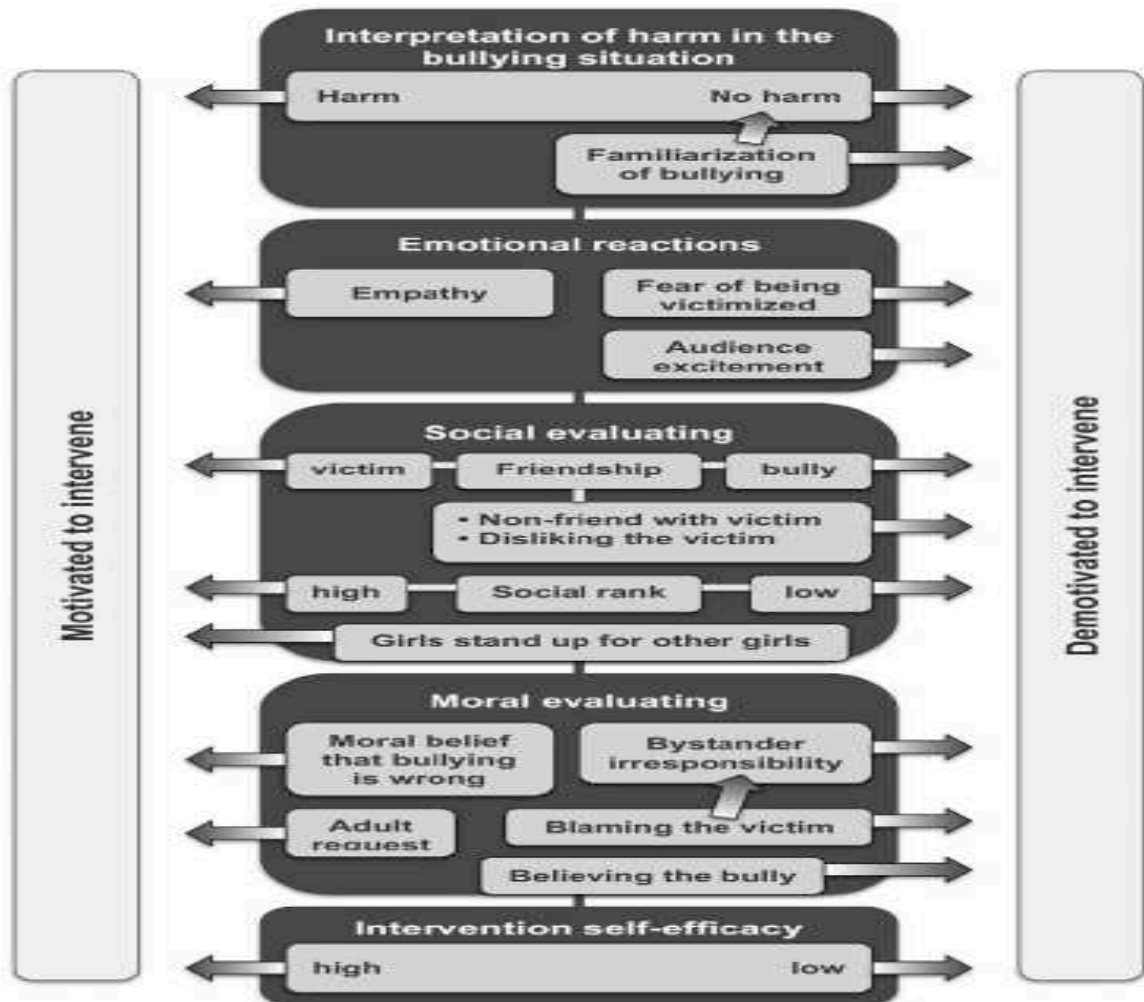 Interpretation of harm in the
bullying situation
Harm
No harm
Familiarization
of bullying
Emotional reactions
Empathy
Fear of being
victimized
Audience
excitement
Social evaluating
victim
Friendship
bully
• Non-friend with victim
• Disliking the victim
high
Social rank
low
Girls stand up for other girls
Moral evaluating
Moral belief
that bullying
is wrong
Bystander
irresponsibility
Adult
request
Blaming the victim
Believing the bully
Intervention self-efficacy
high
low
Motivated to intervene
Demotivated to intervene